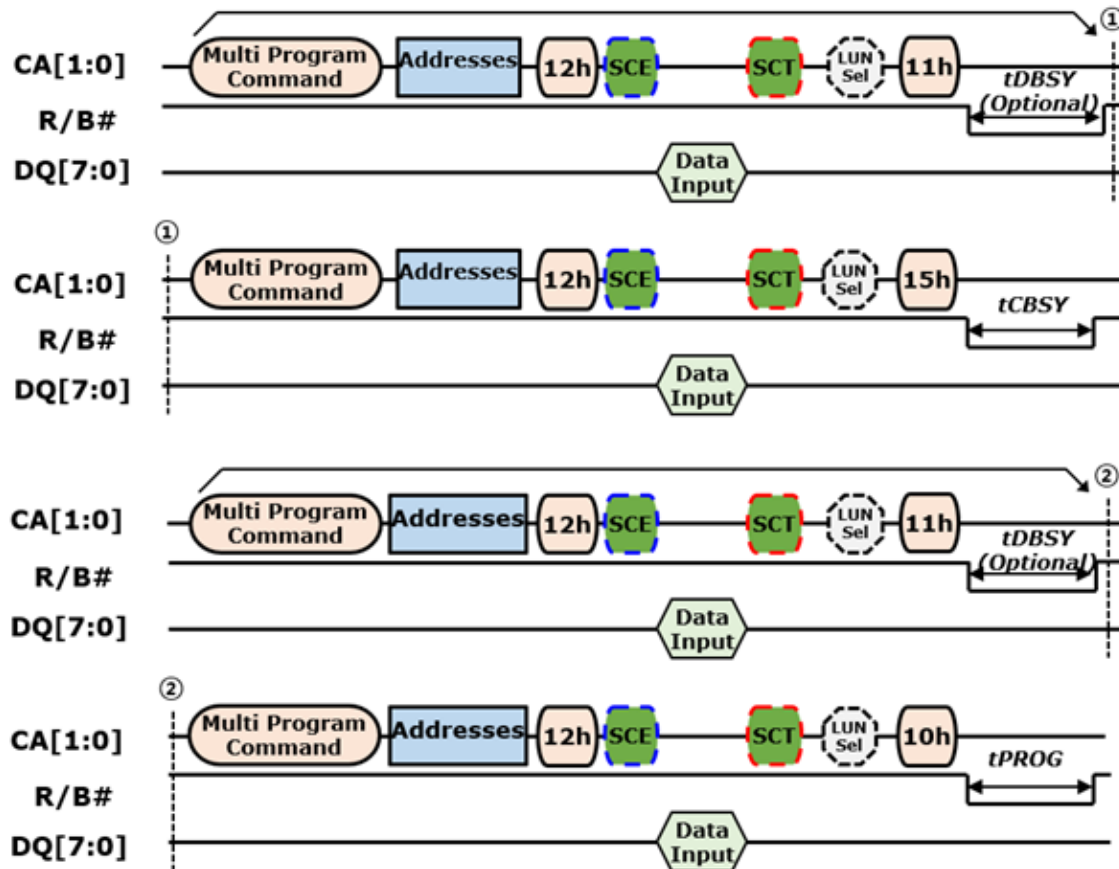 ①
CA[1:0]
Multi Program
Command
Addresses
12h
SCE
SCT
LUN
Sel
11h
tDBSY
(Optional)
R/B#
DQ[7:0]
Data
Input
①
CA[1:0]
Multi Program
Command
Addresses
12h
SCE
SCT
LUN
Sel
15h
tCBSY
R/B#
DQ[7:0]
Data
Input
②
CA[1:0]
Multi Program
Command
Addresses
12h
SCE
SCT
LUN
Sel
11h
tDBSY
(Optional)
R/B#
DQ[7:0]
Data
Input
②
CA[1:0]
Multi Program
Command
Addresses
12h
SCE
SCT
LUN
Sel
10h
tPROG
R/B#
DQ[7:0]
Data
Input